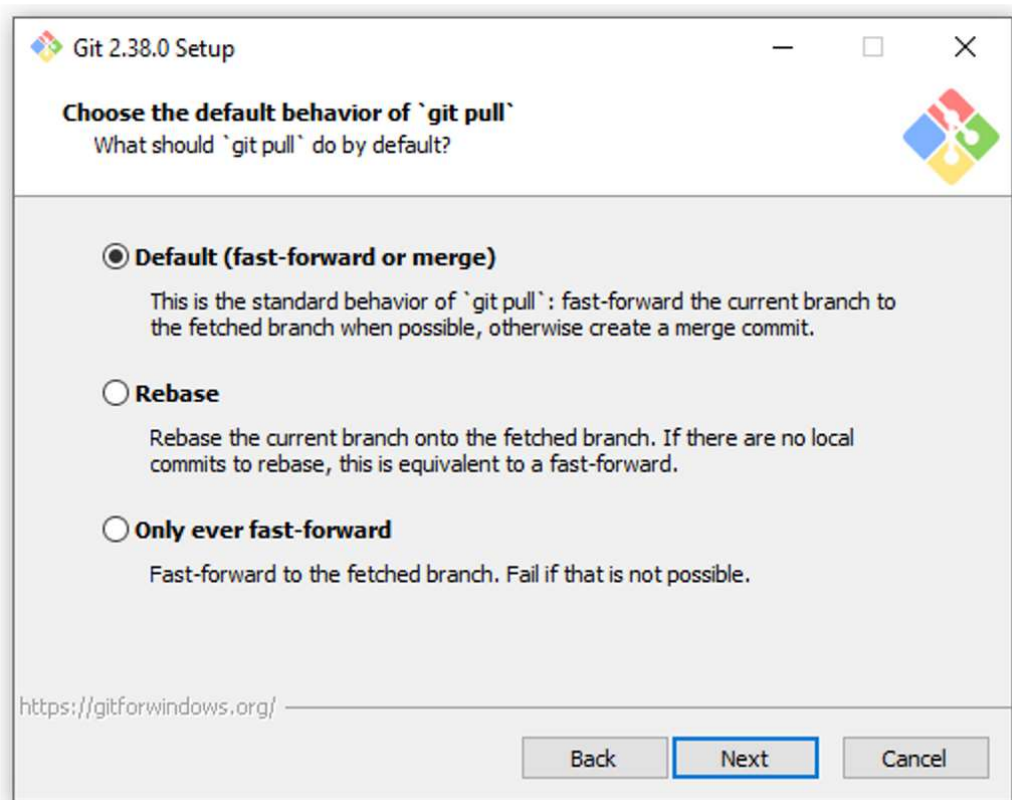 Git 2.38.0 Setup
Choose the default behavior of `git pull`
What should `git pull` do by default?
Default (fast-forward or merge)
This is the standard behavior of `git pull`: fast-forward the current branch to
the fetched branch when possible, otherwise create a merge commit.
Rebase
Rebase the current branch onto the fetched branch. If there are no local
commits to rebase, this is equivalent to a fast-forward.
Only ever fast-forward
Fast-forward to the fetched branch. Fail if that is not possible.
https://gitforwindows.org/
Back Next Cancel